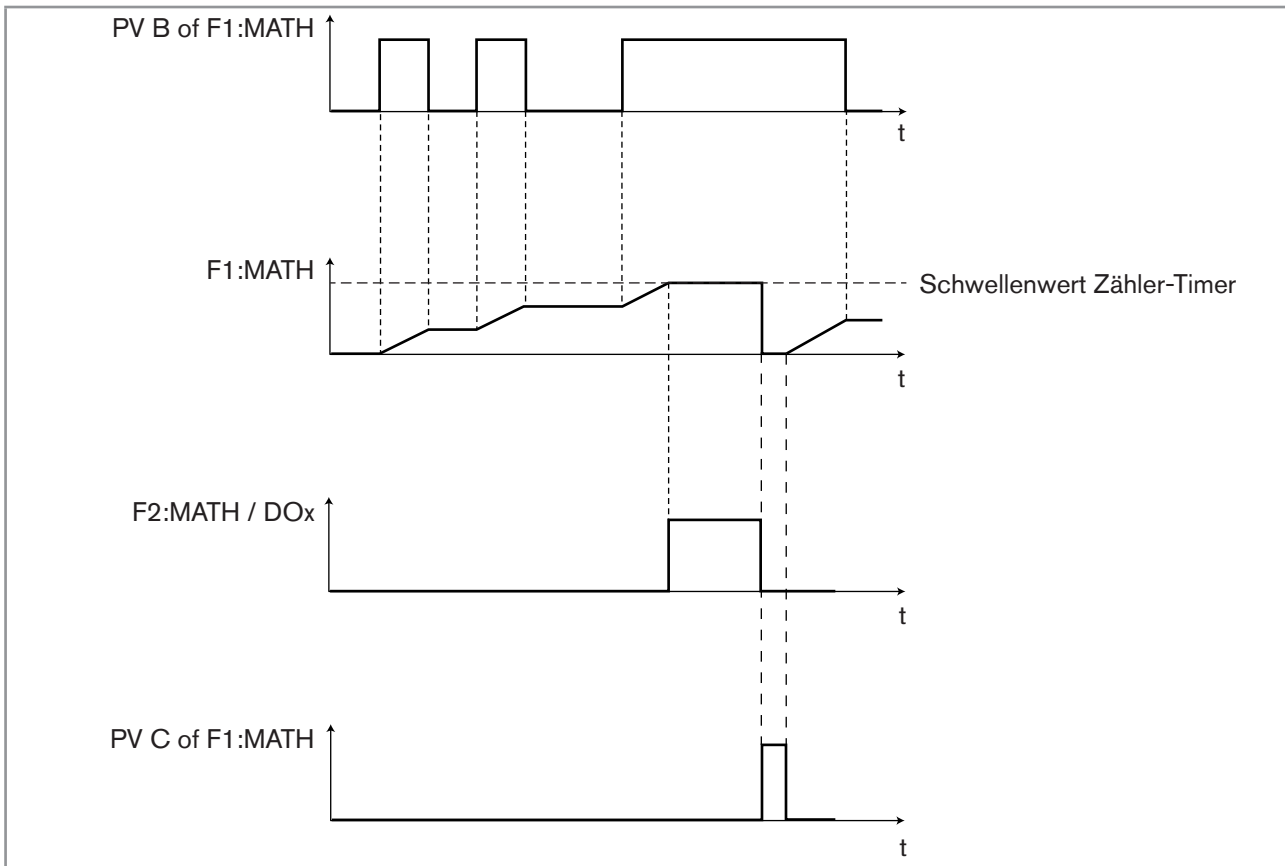 PV B of F1:MATH
t
F1:MATH
Schwellenwert Zähler-Timer
t
F2:MATH / DOx
t
PV C of F1:MATH
t